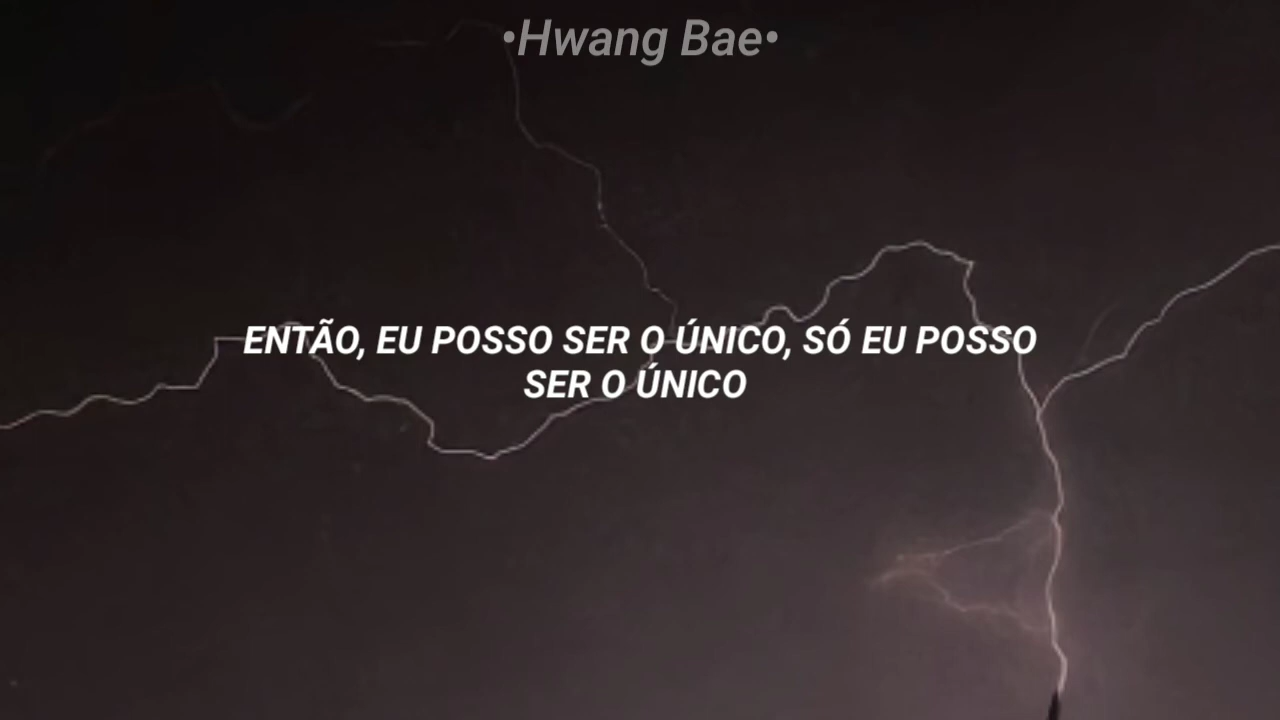 •Hwang Bae•
ENTÃO, EU POSSO SER O ÚNICO, SÓ EU POSSO
SER O ÚNICO